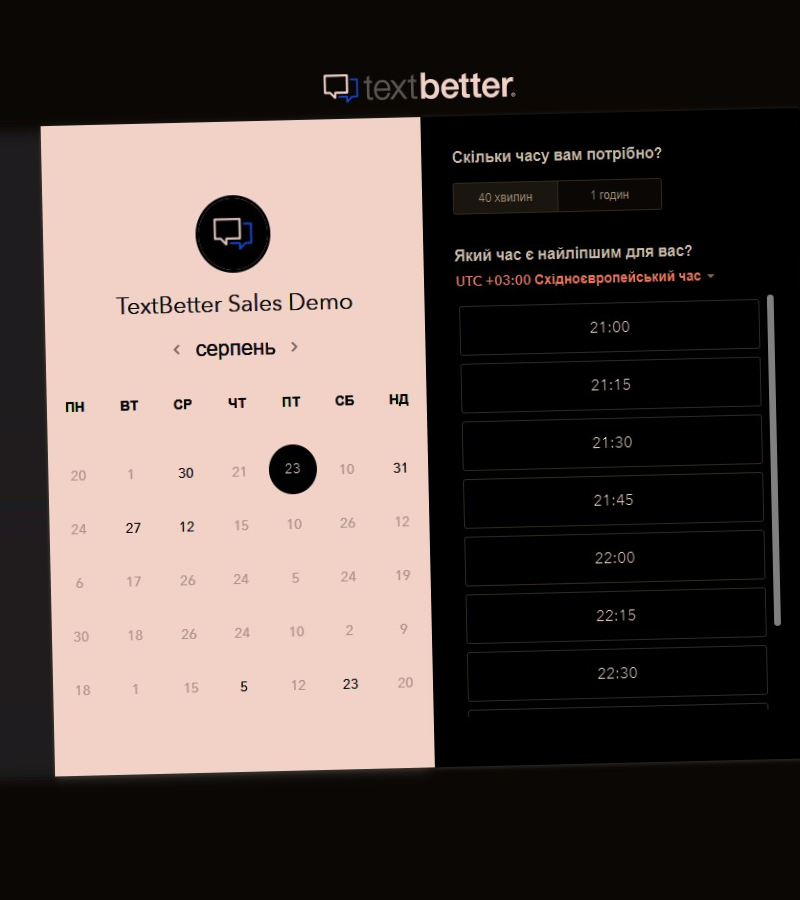 textbetter.
TextBetter Sales Demo
серпень
ПН ВТ СР ЧТ ПТ СБ НД
20 1 30 21 23 10 31
24 27 12 15 10 26 12
6 17 26 24 5 24 19
30 18 26 24 10 2 9
18 1 15 5 12 23 20
Скільки часу вам потрібно?
40 хвилин 1 годин
Який час є найліпшим для вас?
UTC +03:00 Східноєвропейський час
21:00
21:15
21:30
21:45
22:00
22:15
22:30